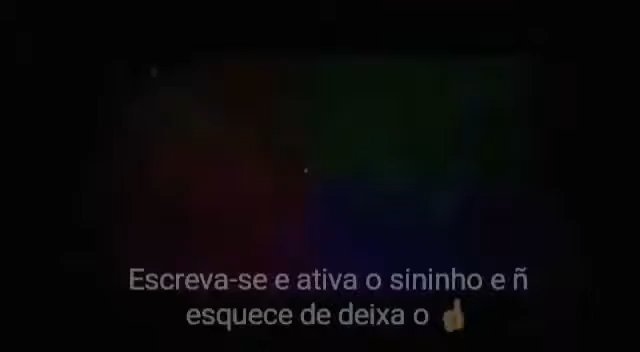 Escreva-se e ativa o sininho e ñ
esquece de deixa o 👍